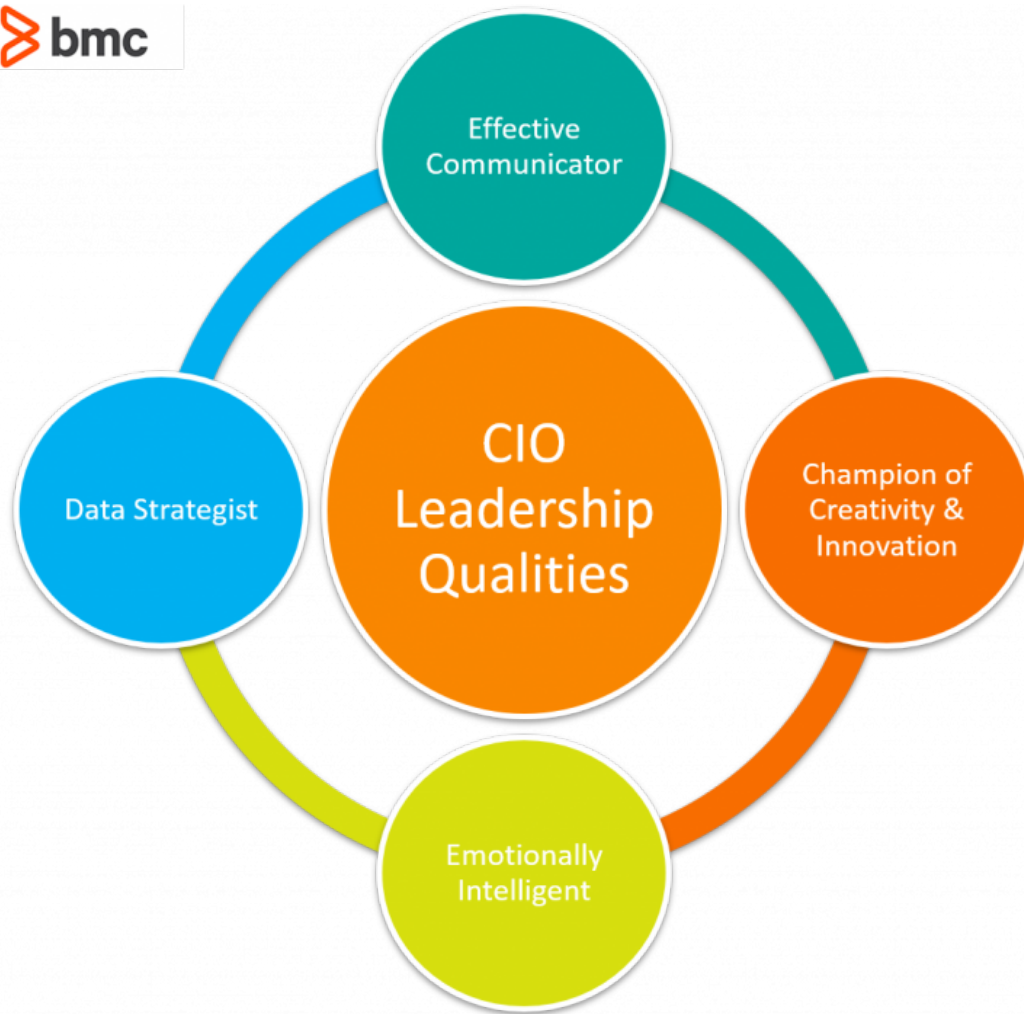 bmc
Effective
Communicator
CIO
Leadership
Qualities
Champion of
Creativity &
Innovation
Data Strategist
Emotionally
Intelligent